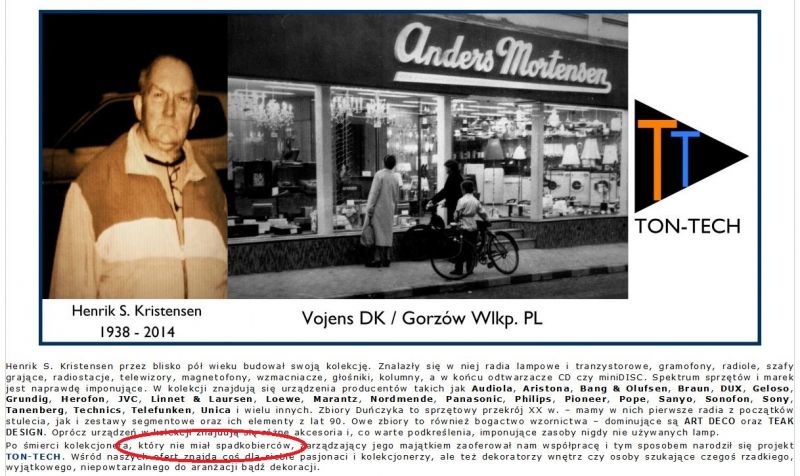 Anders Mortensen
TT
TON-TECH
Henrik S. Kristensen
1938 - 2014
Vojens DK / Gorzów Wlkp. PL
Henrik S. Kristensen przez blisko pół wieku budował swoją kolekcję. Znalazły się w niej radia lampowe i tranzystorowe, gramofony, radiole, szafy
grające, radiostacje, telewizory, magnetofony, wzmacniacze, głośniki, kolumny, a w końcu odtwarzacze CD czy miniDISC. Spektrum sprzętów i marek
jest naprawdę imponujące. W kolekcji znajdują się urządzenia producentów takich jak Audiola, Aristona, Bang & Olufsen, Braun, DUX, Geloso,
Grundig, Herofon, JVC, Linnet & Laursen, Loewe, Marantz, Nordmende, Panasonic, Philips, Pioneer, Pope, Sanyo, Sonofon, Sony,
Tanenberg, Technics, Telefunken, Unica i wielu innych. Zbiory Duńczyka to sprzętowy przekrój XX w. – mamy w nich pierwsze radia z początków
stulecia, jak i zestawy segmentowe oraz ich elementy z lat 90. Owe zbiory to również bogactwo wzornictwa – dominujące są ART DECO oraz TEAK
DESIGN. Oprócz urządzeń w kolekcji znajdują się różne akcesoria i, co warte podkreślenia, imponujące zasoby nigdy nie używanych lamp.
Po śmierci kolekcjonera, który nie miał spadkobierców, zarządzający jego majątkiem zaoferował nam współpracę i tym sposobem narodził się projekt
TON-TECH. Wśród naszych ofert znajdą coś dla siebie pasjonaci i kolekcjonerzy, ale też dekoratorzy wnętrz czy osoby szukające czegoś rzadkiego,
wyjątkowego, niepowtarzalnego do aranżacji bądź dekoracji.